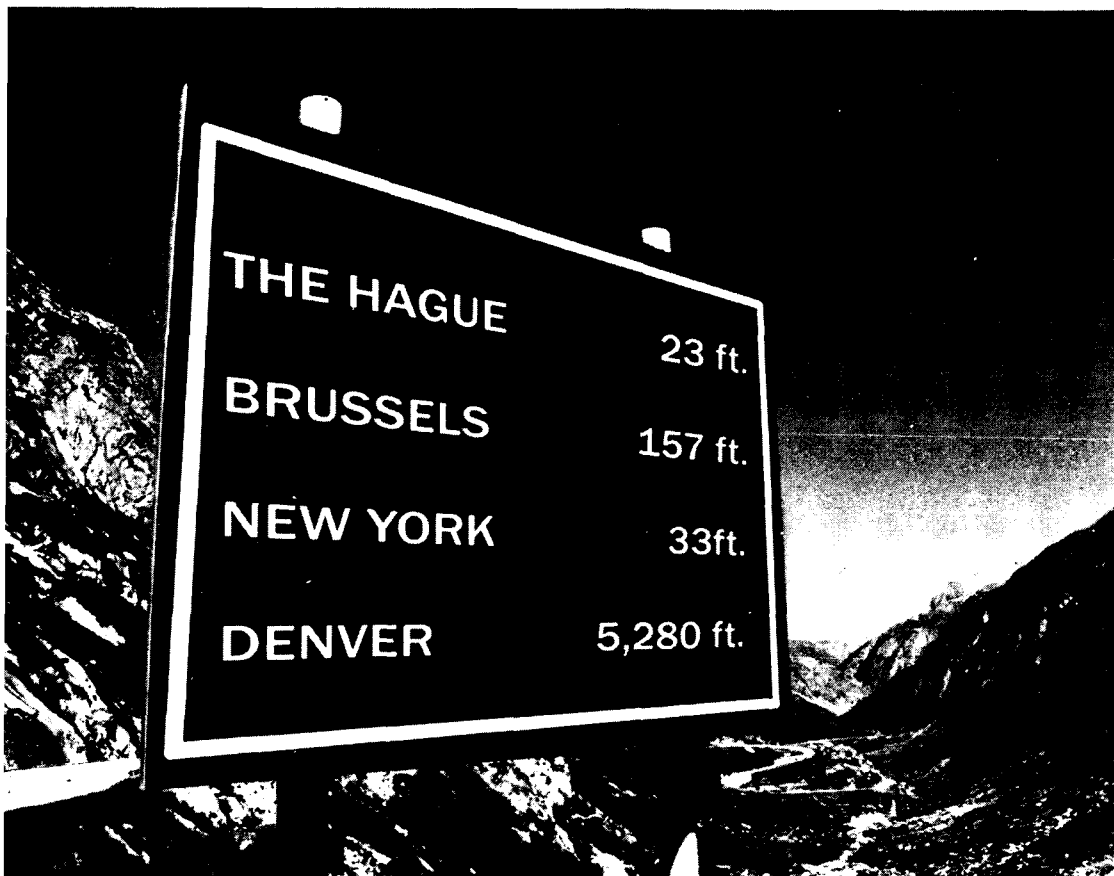 THE HAGUE 23 ft.
BRUSSELS 157 ft.
NEW YORK 33ft.
DENVER 5,280 ft.